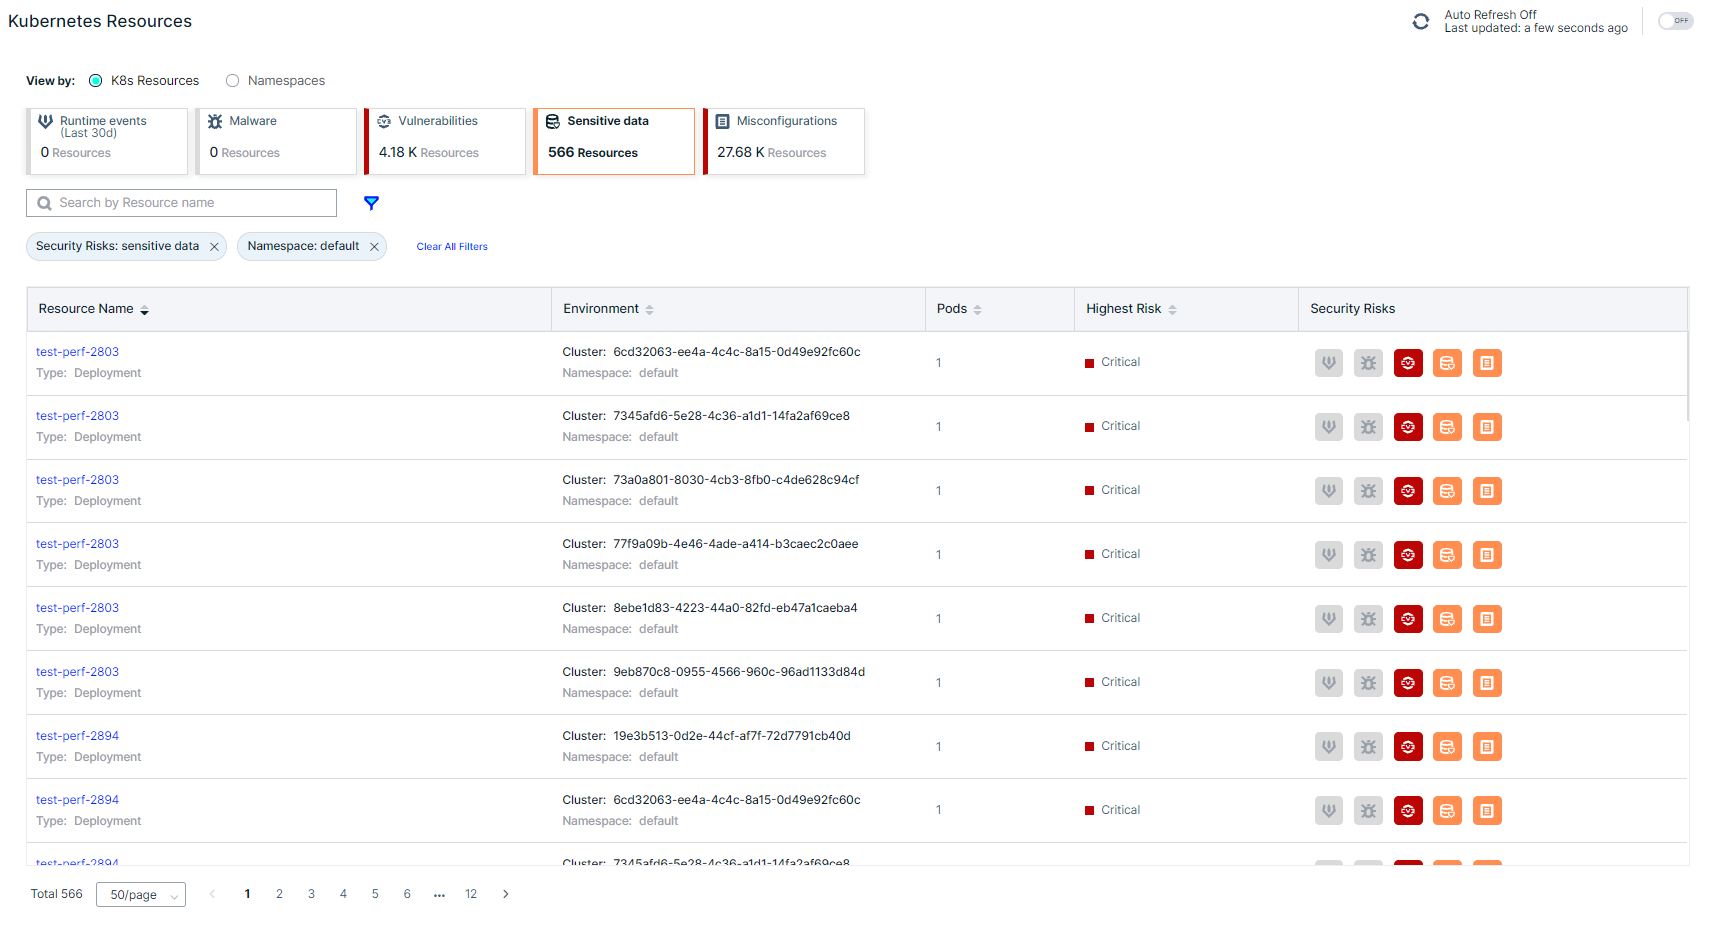 Kubernetes Resources
Auto Refresh Off
Last updated: a few seconds ago
OFF
View by:
K8s Resources
Namespaces
Runtime events
(Last 30d)
0 Resources
Malware
0 Resources
Vulnerabilities
4.18 K Resources
Sensitive data
566 Resources
Misconfigurations
27.68 K Resources
Search by Resource name
Security Risks: sensitive data
Namespace: default
Clear All Filters
Resource Name Environment Pods Highest Risk Security Risks
test-perf-2803
Type: Deployment
Cluster: 6cd32063-ee4a-4c4c-8a15-0d49e92fc60c
Namespace: default
1
Critical
test-perf-2803
Type: Deployment
Cluster: 7345afd6-5e28-4c36-a1d1-14fa2af69ce8
Namespace: default
1
Critical
test-perf-2803
Type: Deployment
Cluster: 73a0a801-8030-4cb3-8fb0-c4de628c94cf
Namespace: default
1
Critical
test-perf-2803
Type: Deployment
Cluster: 77f9a09b-4e46-4ade-a414-b3caec2c0aee
Namespace: default
1
Critical
test-perf-2803
Type: Deployment
Cluster: 8ebe1d83-4223-44a0-82fd-eb47a1caeba4
Namespace: default
1
Critical
test-perf-2803
Type: Deployment
Cluster: 9eb870c8-0955-4566-960c-96ad1133d84d
Namespace: default
1
Critical
test-perf-2894
Type: Deployment
Cluster: 19e3b513-0d2e-44cf-af7f-72d7791cb40d
Namespace: default
1
Critical
test-perf-2894
Type: Deployment
Cluster: 6cd32063-ee4a-4c4c-8a15-0d49e92fc60c
Namespace: default
1
Critical
test-perf-2894
Cluster: 7345afd6-5e28-4c36-a1d1-14fa2af69ce8
Total 566
50/page
1 2 3 4 5 6 ... 12